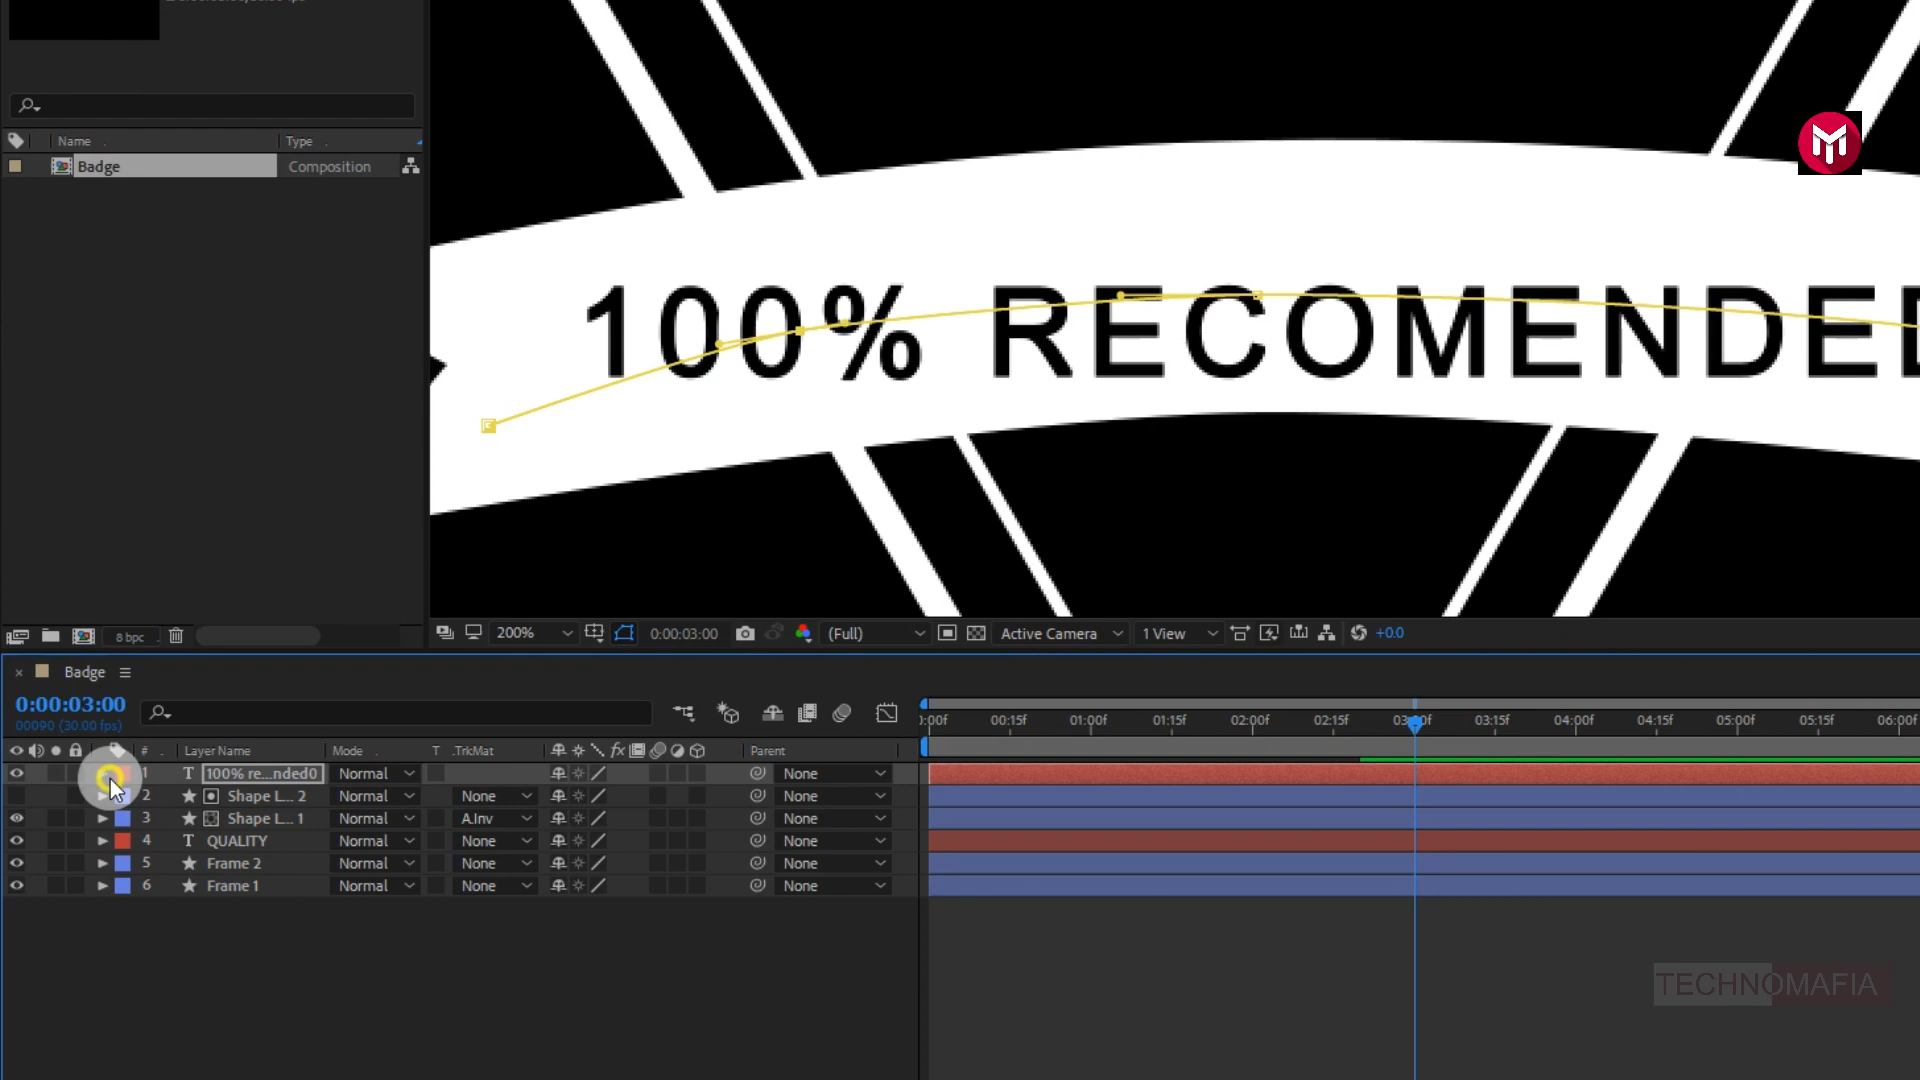 Name Type
Badge Composition
100% RECOMENDED
8 bpc
200% 0:00:03:00 (Full) Active Camera 1 View +0.0
Badge
0:00:03:00
00090 (30.00 fps)
:00f 00:15f 01:00f 01:15f 02:00f 02:15f 03:00f 03:15f 04:00f 04:15f 05:00f 05:15f 06:00f
# Layer Name Mode T .TrkMat Parent
1 T 100% re...nded0 Normal None
2 Shape L... 2 Normal None None
3 Shape L... 1 Normal A.Inv None
4 T QUALITY Normal None None
5 Frame 2 Normal None None
6 Frame 1 Normal None None
TECHNOMAFIA